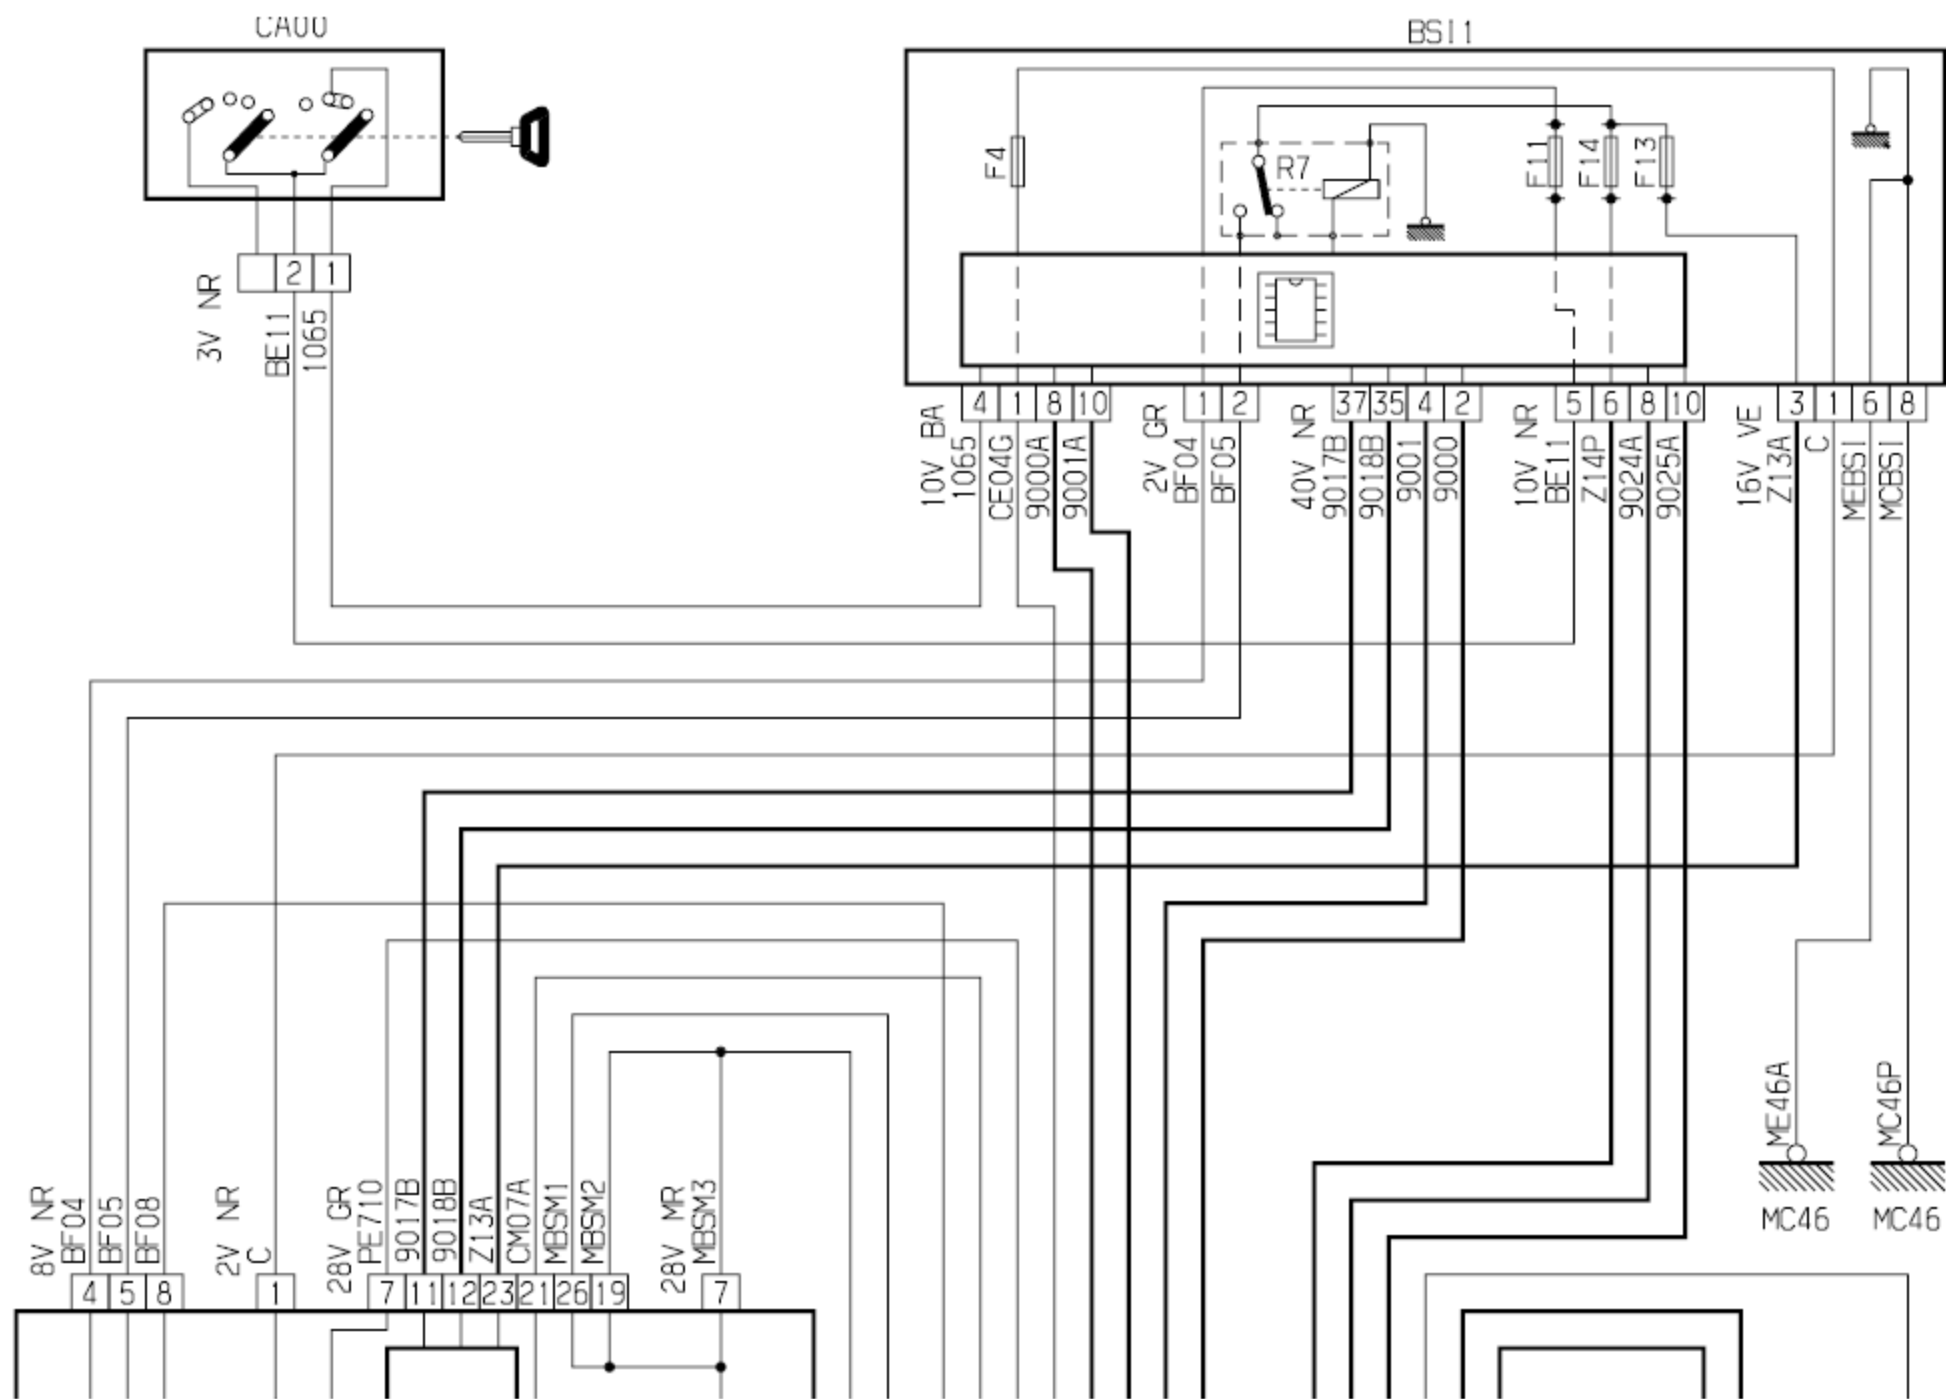 CA00
BSI1
F4
R7
F11
F14
F13
3V NR
2
1
BE11
1065
10V BA
4
1
8
10
1065
CE04G
9000A
9001A
2V GR
1
2
BF04
BF05
40V NR
37
35
4
2
9017B
9018B
9001
9000
10V NR
5
6
8
10
BE11
Z14P
9024A
9025A
16V VE
3
1
6
8
Z13A
C
MEBSI
MCBSI
ME46A
MC46P
MC46
MC46
8V NR
BF04
BF05
BF08
4
5
8
2V NR
C
1
28V GR
PE710
9017B
9018B
Z13A
CM07A
MBSM1
MBSM2
7
11
12
23
21
26
19
28V MR
MBSM3
7